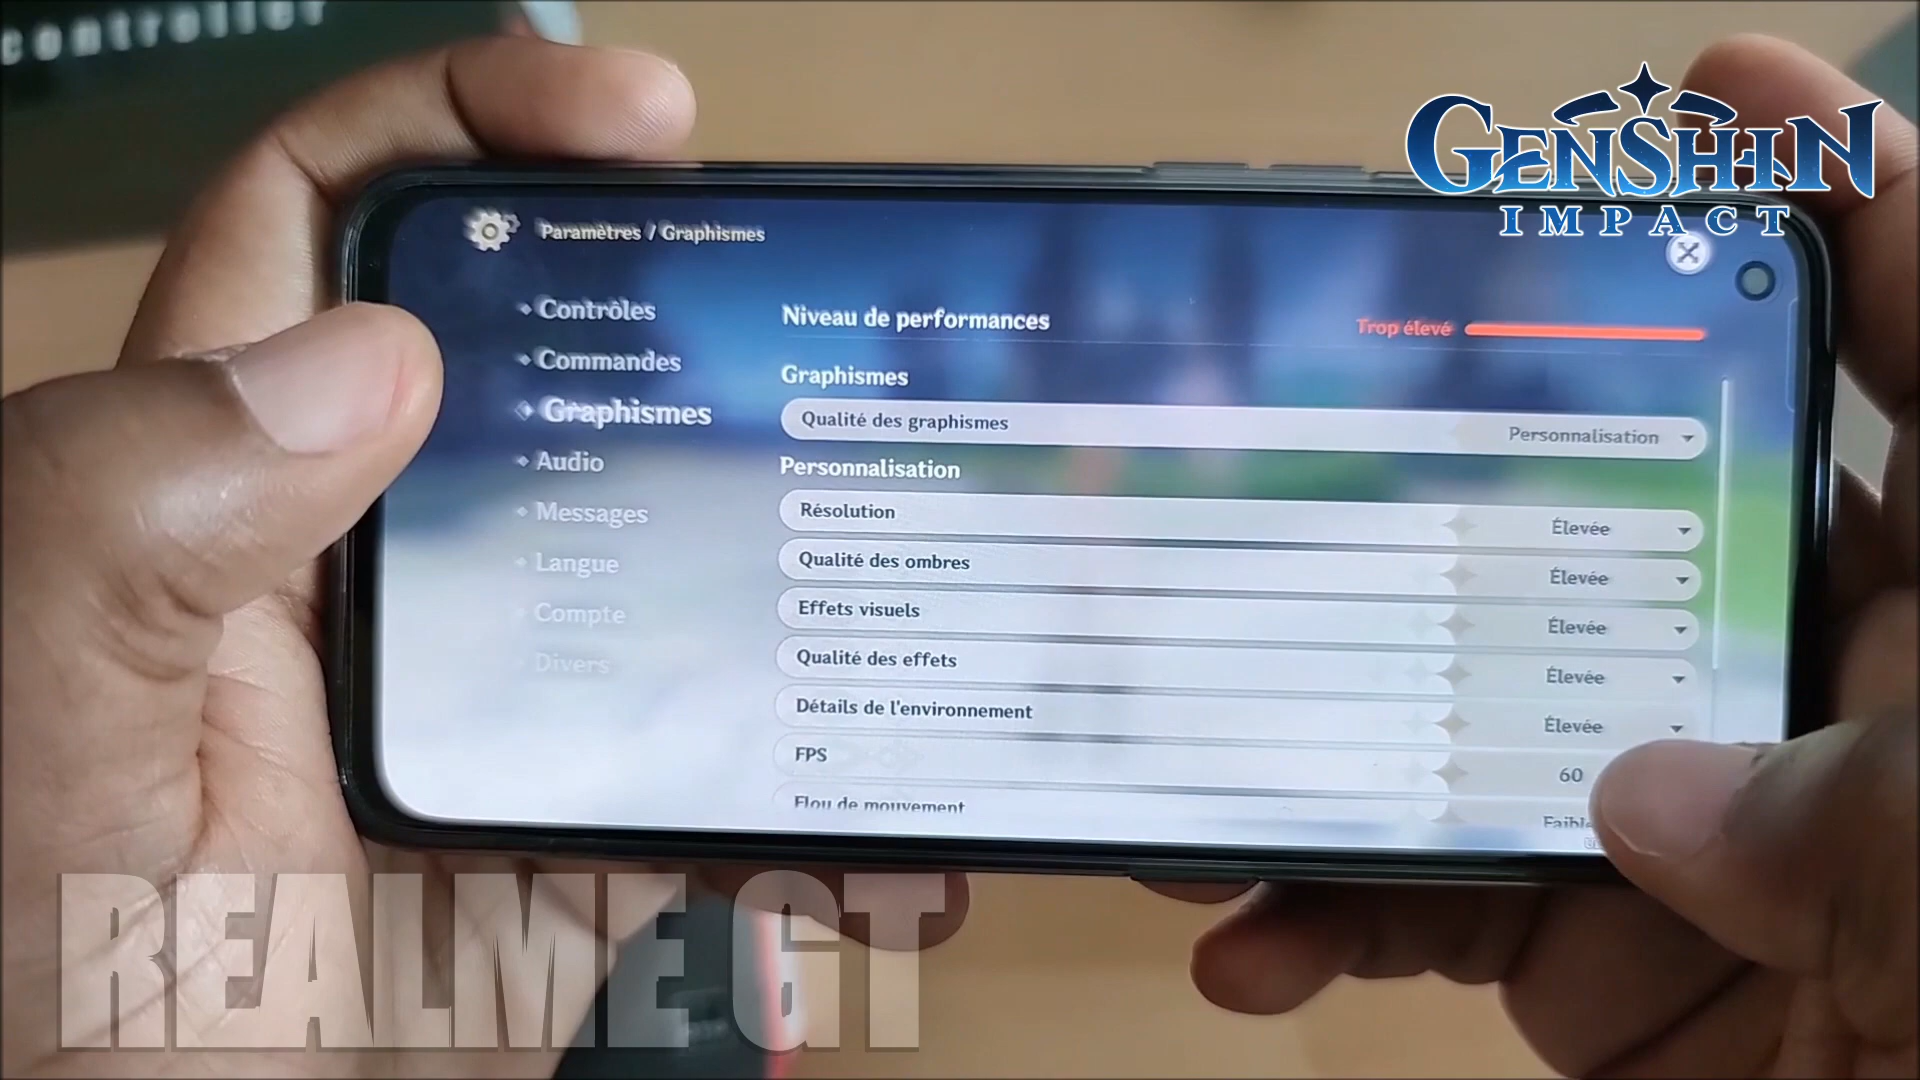 controller
GENSHIN
IMPACT
Paramètres / Graphismes
Contrôles
Commandes
Graphismes
Audio
Messages
Langue
Compte
Divers
Niveau de performances
Trop élevé
Graphismes
Qualité des graphismes
Personnalisation
Personnalisation
Résolution
Élevée
Qualité des ombres
Élevée
Effets visuels
Élevée
Qualité des effets
Élevée
Détails de l'environnement
Élevée
FPS
60
Flou de mouvement
Faible
REALME GT